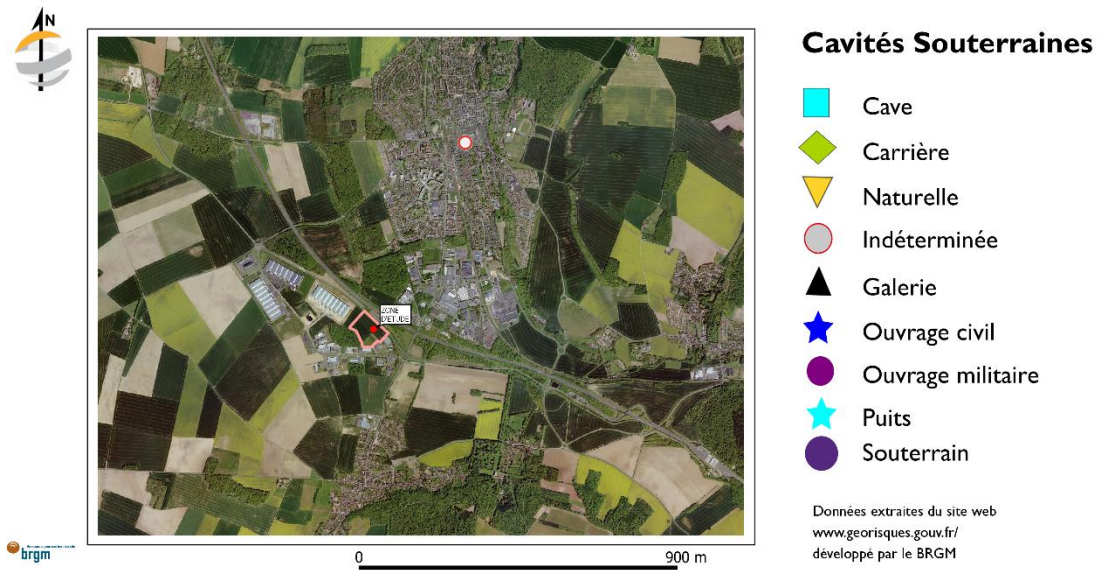 N
Cavités Souterraines
Cave
Carrière
Naturelle
Indéterminée
Galerie
Ouvrage civil
Ouvrage militaire
Puits
Souterrain
ZONE
D'ETUDE
Données extraites du site web
www.georisques.gouv.fr/
développé par le BRGM
brgm
0
900 m